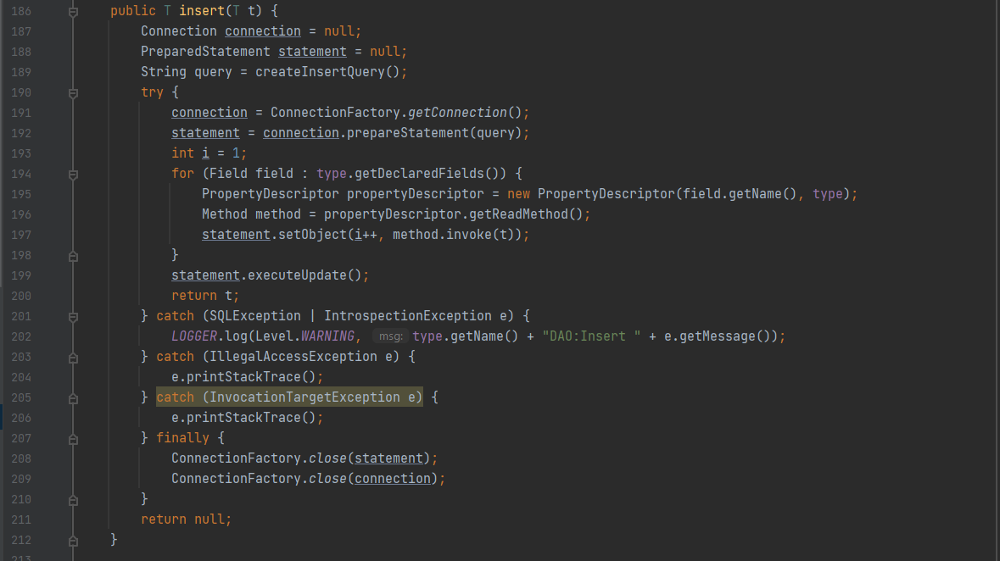 186 public T insert(T t) {
187 Connection connection = null;
188 PreparedStatement statement = null;
189 String query = createInsertQuery();
190 try {
191 connection = ConnectionFactory.getConnection();
192 statement = connection.prepareStatement(query);
193 int i = 1;
194 for (Field field : type.getDeclaredFields()) {
195 PropertyDescriptor propertyDescriptor = new PropertyDescriptor(field.getName(), type);
196 Method method = propertyDescriptor.getReadMethod();
197 statement.setObject(i++, method.invoke(t));
198 }
199 statement.executeUpdate();
200 return t;
201 } catch (SQLException | IntrospectionException e) {
202 LOGGER.log(Level.WARNING, msg: type.getName() + "DAO:Insert " + e.getMessage());
203 } catch (IllegalAccessException e) {
204 e.printStackTrace();
205 } catch (InvocationTargetException e) {
206 e.printStackTrace();
207 } finally {
208 ConnectionFactory.close(statement);
209 ConnectionFactory.close(connection);
210 }
211 return null;
212 }
213